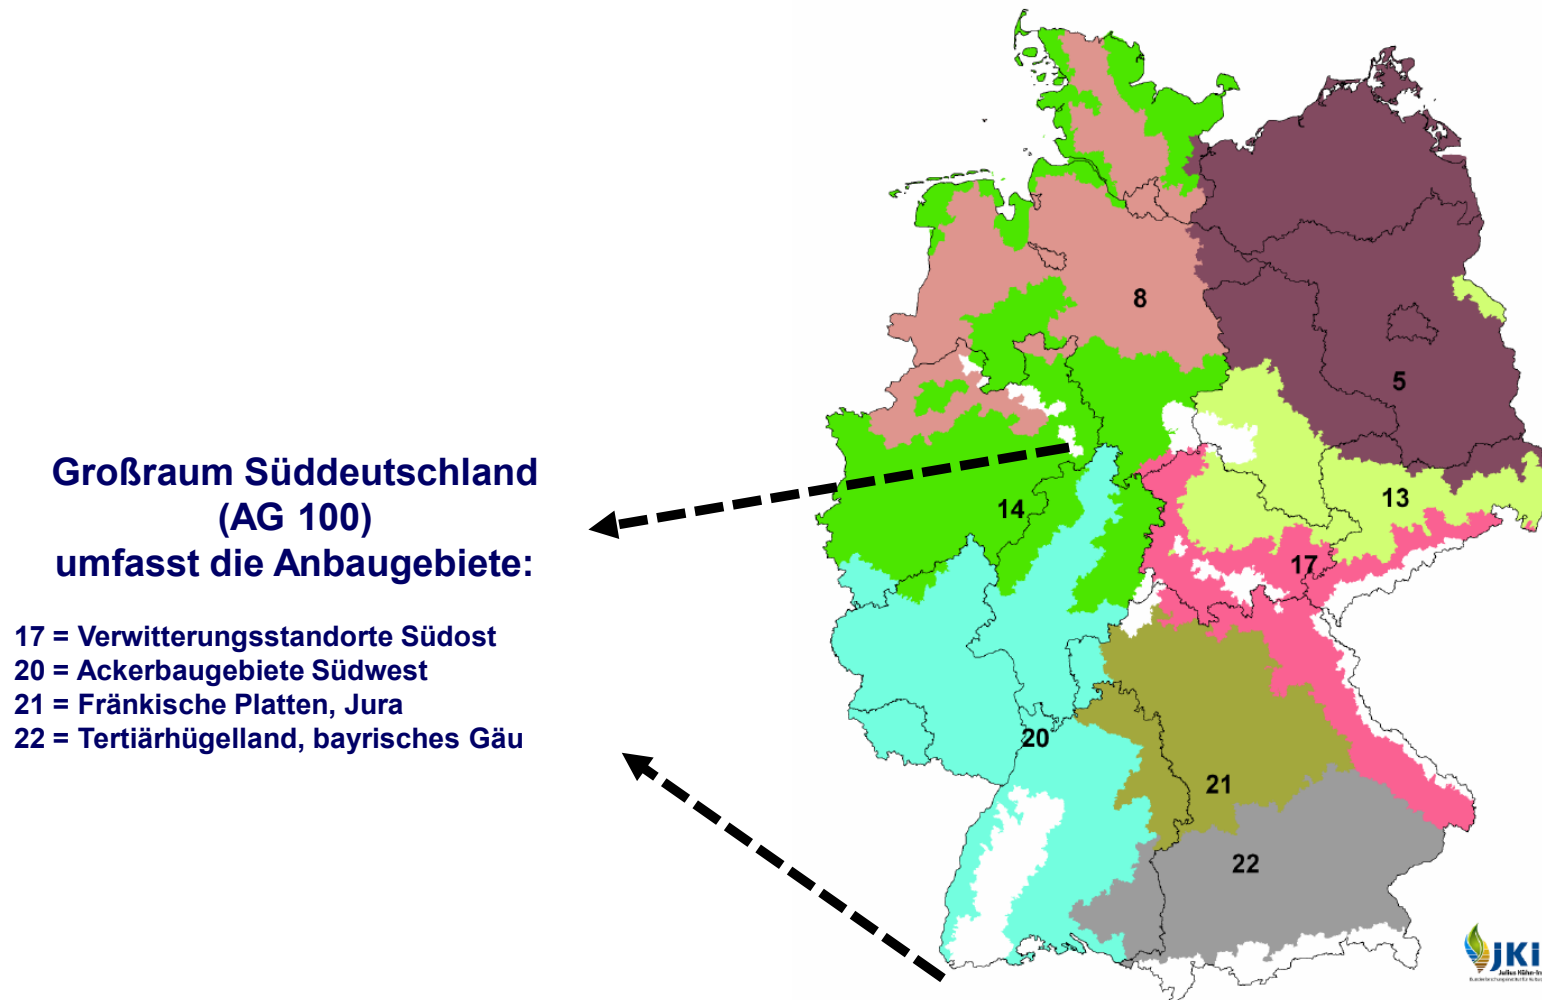 Großraum Süddeutschland
(AG 100)
umfasst die Anbaugebiete:
17 = Verwitterungsstandorte Südost
20 = Ackerbaugebiete Südwest
21 = Fränkische Platten, Jura
22 = Tertiärhügelland, bayrisches Gäu
8
5
13
14
17
20
21
22
JKI